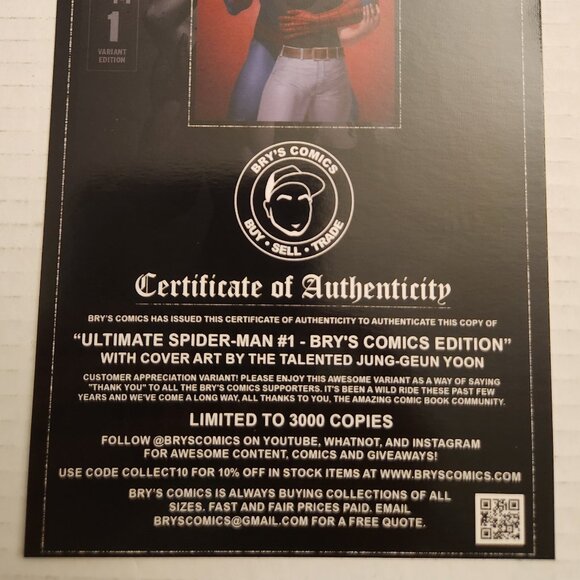 1
VARIANT
EDITION
BRY'S COMICS
BUY • SELL • TRADE
Certificate of Authenticity
BRY'S COMICS HAS ISSUED THIS CERTIFICATE OF AUTHENTICITY TO AUTHENTICATE THIS COPY OF
"ULTIMATE SPIDER-MAN #1 - BRY'S COMICS EDITION"
WITH COVER ART BY THE TALENTED JUNG-GEUN YOON
CUSTOMER APPRECIATION VARIANT! PLEASE ENJOY THIS AWESOME VARIANT AS A WAY OF SAYING
"THANK YOU" TO ALL THE BRY'S COMICS SUPPORTERS. IT'S BEEN A WILD RIDE THESE PAST FEW
YEARS AND WE'VE COME A LONG WAY, ALL THANKS TO YOU, THE AMAZING COMIC BOOK COMMUNITY.
LIMITED TO 3000 COPIES
FOLLOW @BRYSCOMICS ON YOUTUBE, WHATNOT, AND INSTAGRAM
FOR AWESOME CONTENT, COMICS AND GIVEAWAYS!
USE CODE COLLECT10 FOR 10% OFF IN STOCK ITEMS AT WWW.BRYSCOMICS.COM
BRY'S COMICS IS ALWAYS BUYING COLLECTIONS OF ALL
SIZES. FAST AND FAIR PRICES PAID. EMAIL
BRYSCOMICS@GMAIL.COM FOR A FREE QUOTE.